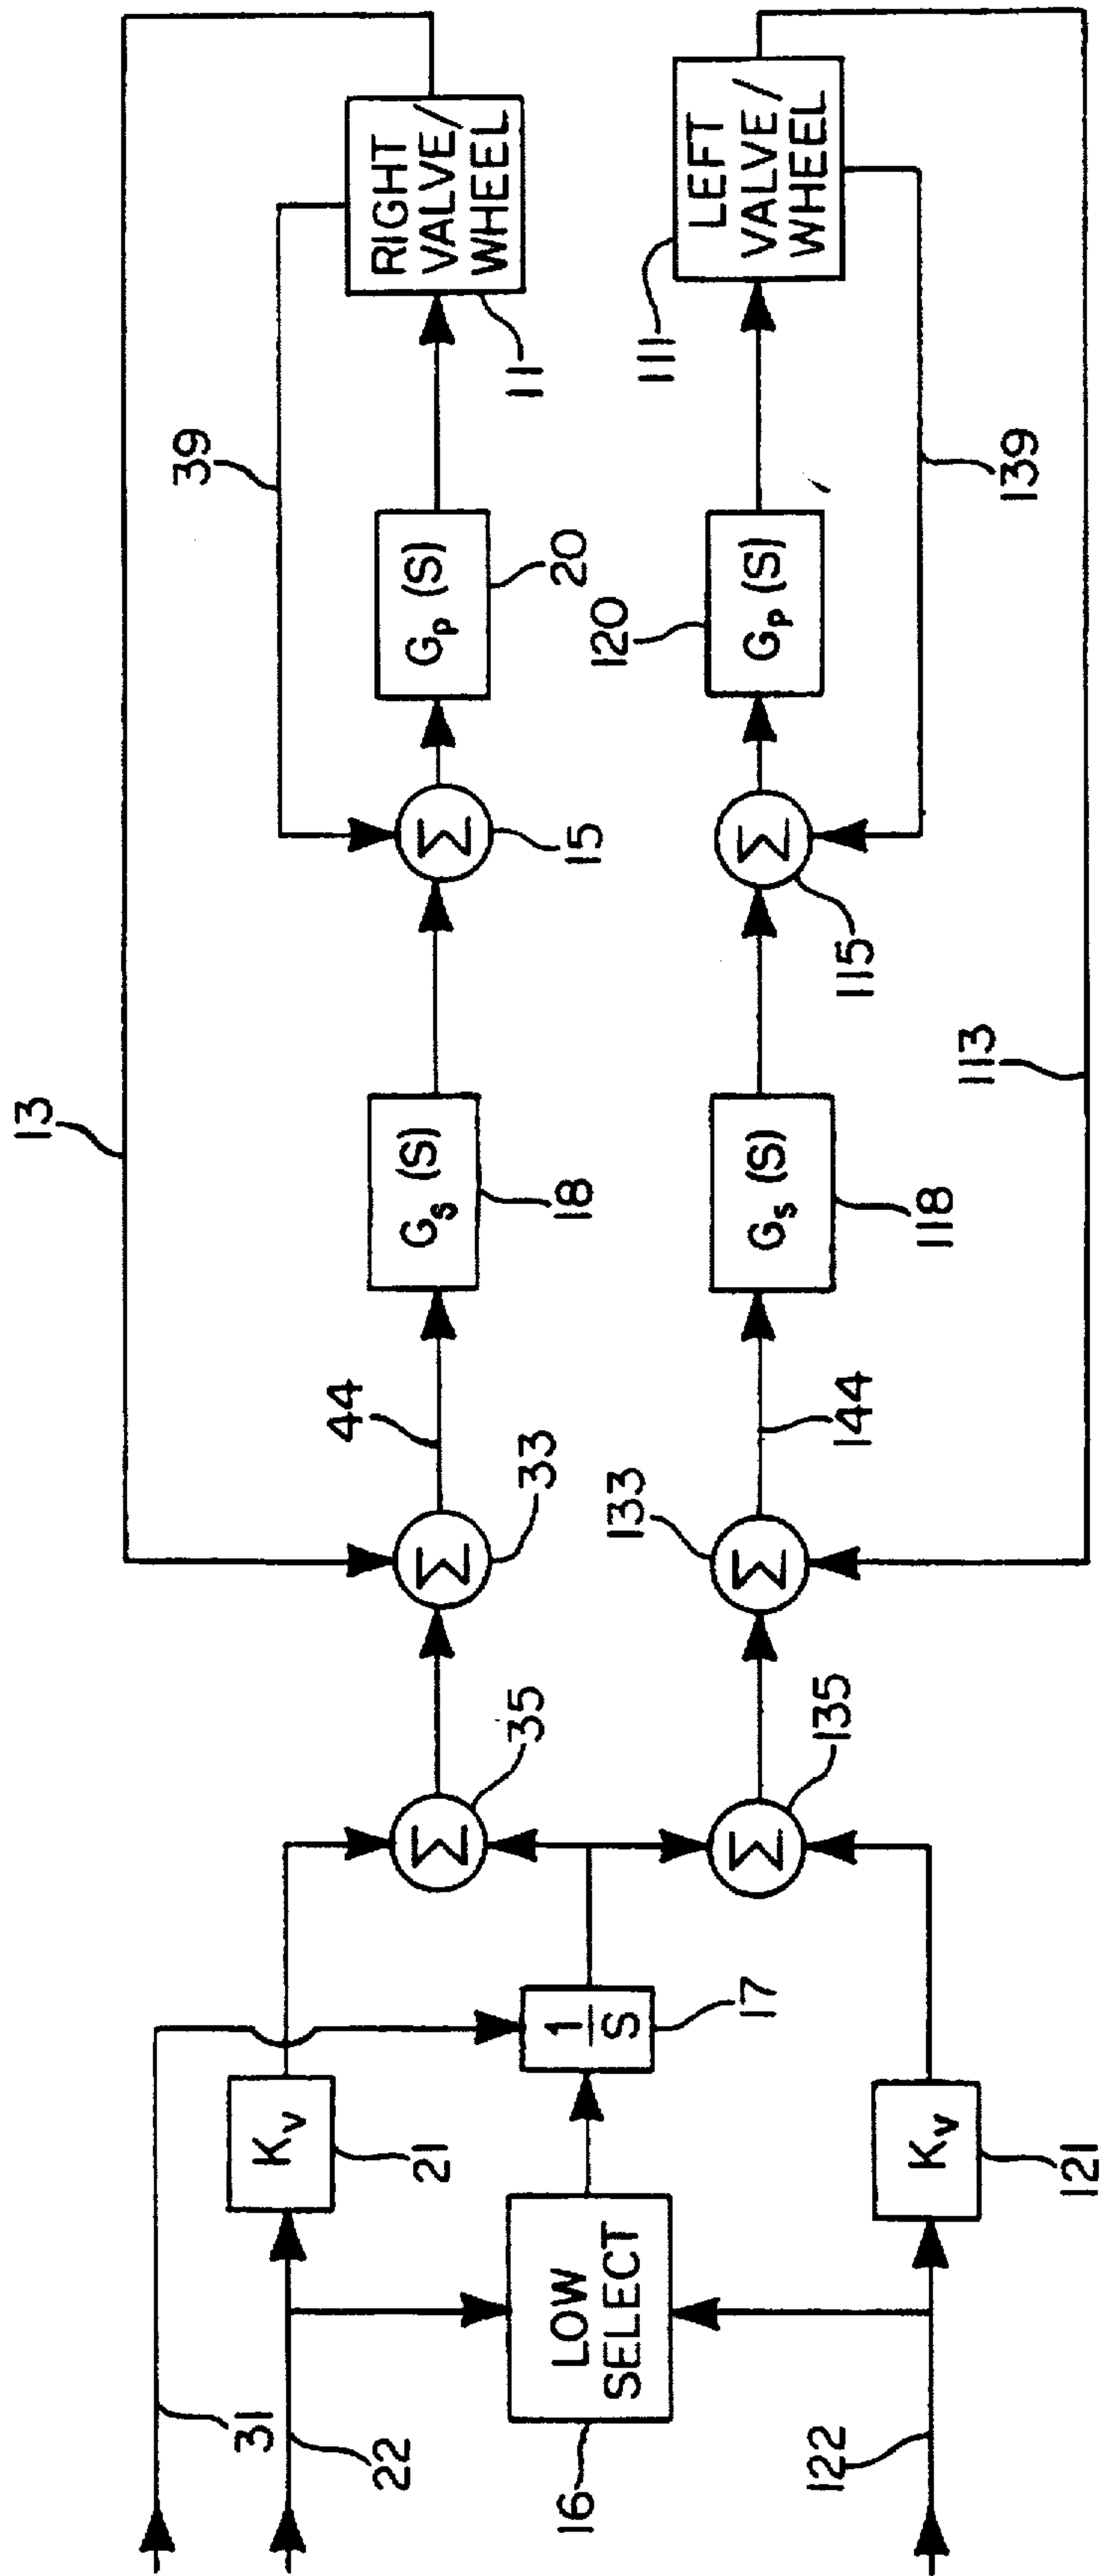 13
39
RIGHT
VALVE/
WHEEL
11
20
Gp (S)
15
Σ
Gs (S)
18
44
33
Σ
35
Σ
Kv
21
31
22
1
S
17
LOW
SELECT
16
LEFT
VALVE/
WHEEL
111
139
120
Gp (S)
Σ
115
Gs (S)
118
113
144
133
Σ
135
Σ
Kv
121
122